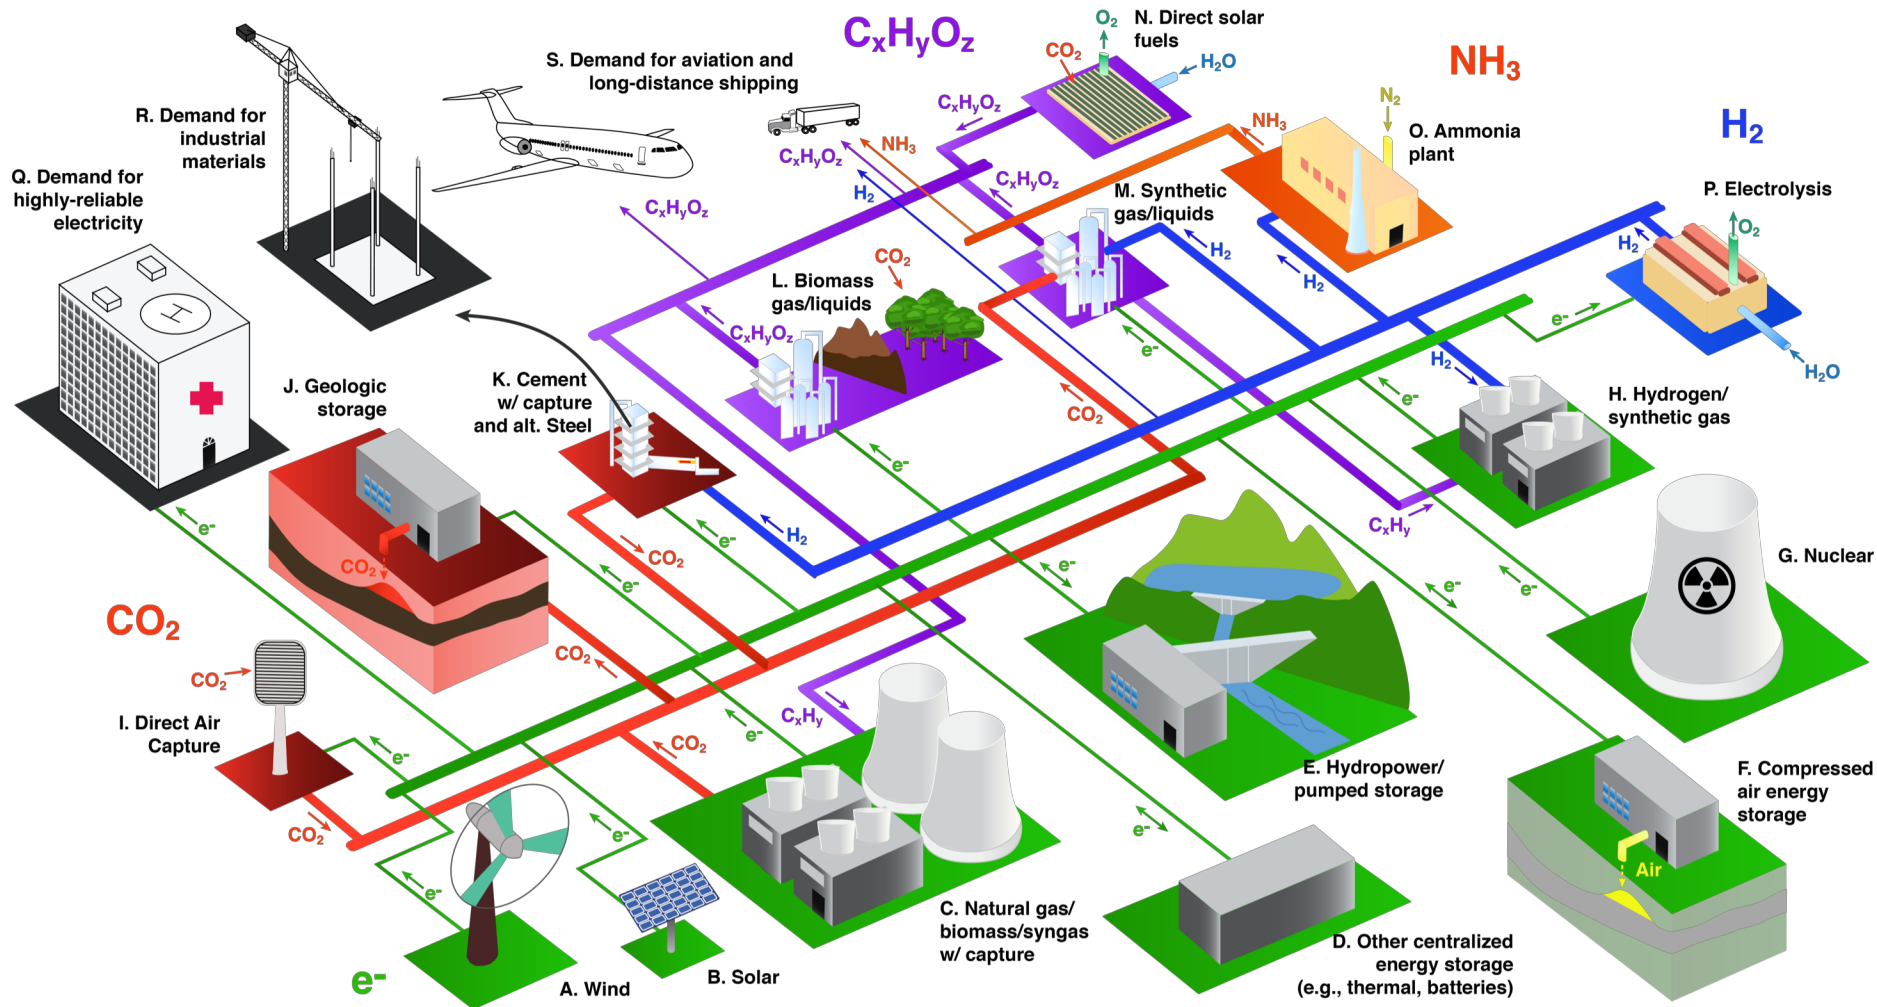 CxHyOz
NH3
H2
CO2
e-
N. Direct solar
fuels
O2
CO2
H2O
CxHyOz
S. Demand for aviation and
long-distance shipping
R. Demand for
industrial
materials
Q. Demand for
highly-reliable
electricity
CxHyOz
NH3
H2
CxHyOz
CxHyOz
NH3
N2
O. Ammonia
plant
M. Synthetic
gas/liquids
H2
H2
P. Electrolysis
O2
H2
e-
H2O
CO2
L. Biomass
gas/liquids
CxHyOz
e-
CO2
e-
H2
e-
H. Hydrogen/
synthetic gas
CxHy
J. Geologic
storage
CO2
K. Cement
w/ capture
and alt. Steel
H2
e-
CO2
e-
e-
CO2
e-
e-
e-
G. Nuclear
CO2
I. Direct Air
Capture
CO2
e-
CxHy
e-
CO2
E. Hydropower/
pumped storage
F. Compressed
air energy
storage
Air
e-
e-
e-
A. Wind
B. Solar
C. Natural gas/
biomass/syngas
w/ capture
D. Other centralized
energy storage
(e.g., thermal, batteries)
H